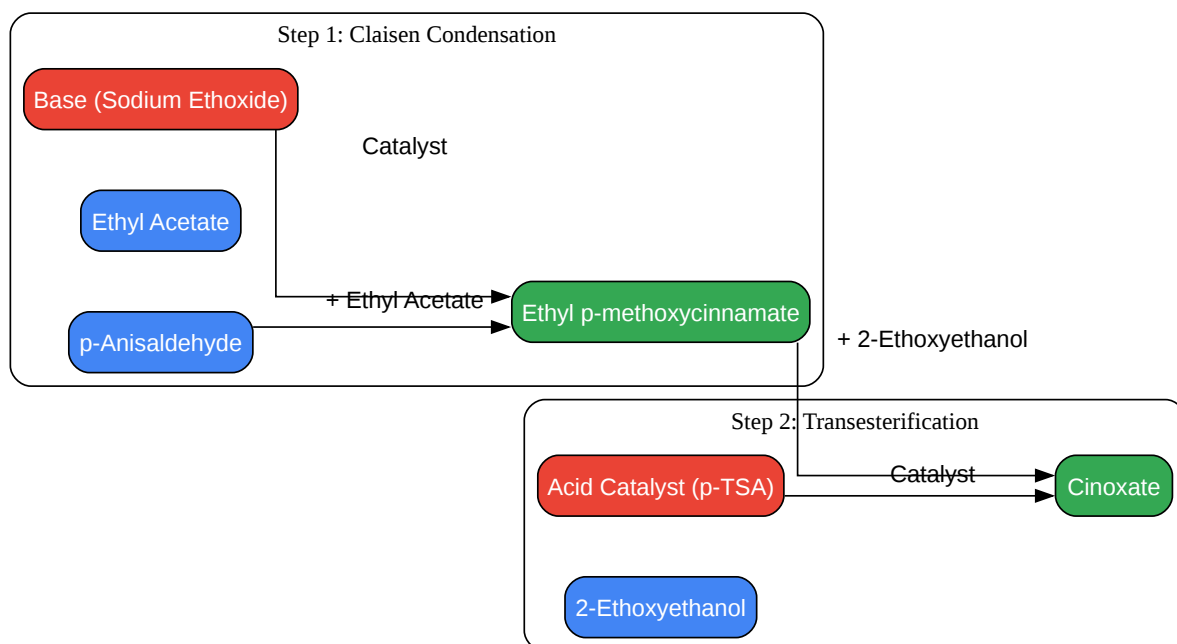 Step 1: Claisen Condensation
Base (Sodium Ethoxide)
Catalyst
Ethyl Acetate
+ Ethyl Acetate
Ethyl p-methoxycinnamate
p-Anisaldehyde
+ 2-Ethoxyethanol
Step 2: Transesterification
Acid Catalyst (p-TSA)
Catalyst
Cinoxate
2-Ethoxyethanol